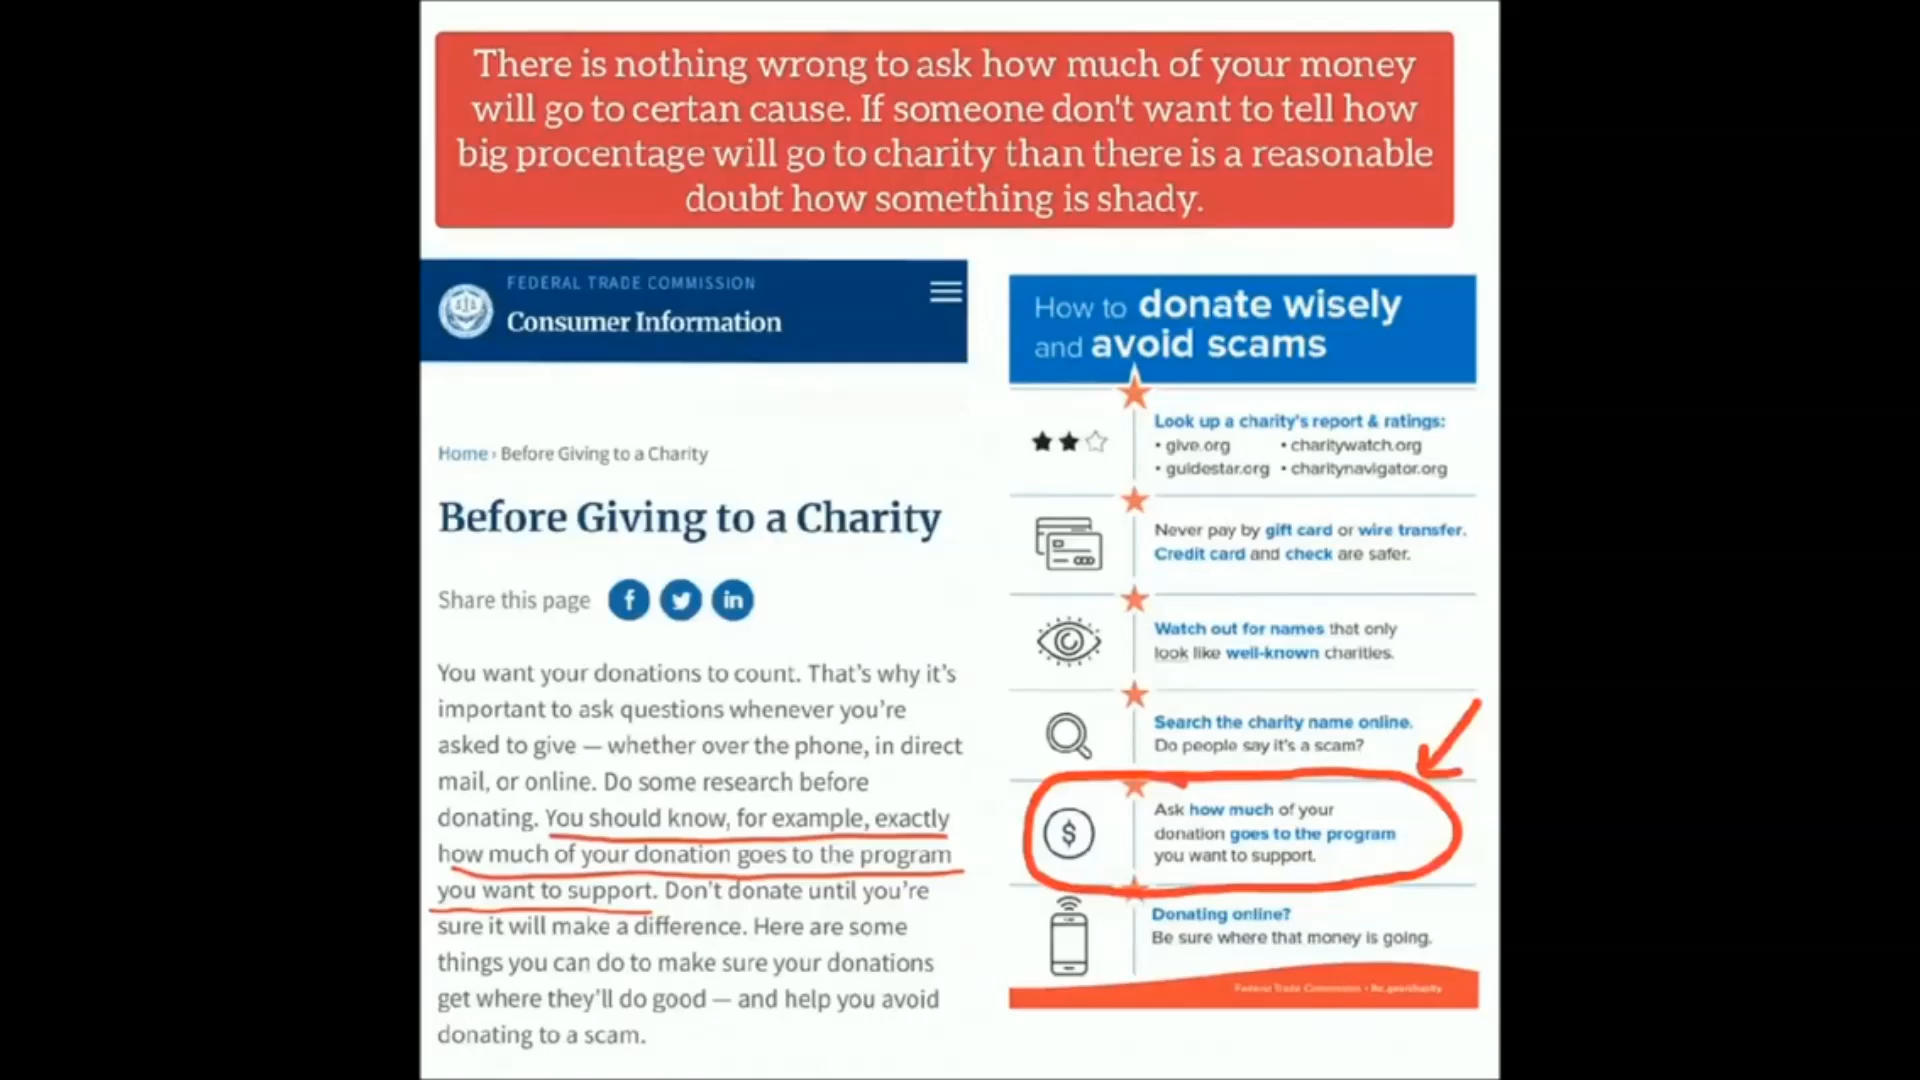 There is nothing wrong to ask how much of your money
will go to certan cause. If someone don't want to tell how
big procentage will go to charity than there is a reasonable
doubt how something is shady.
FEDERAL TRADE COMMISSION
Consumer Information
Home › Before Giving to a Charity
Before Giving to a Charity
Share this page
You want your donations to count. That's why it's
important to ask questions whenever you're
asked to give — whether over the phone, in direct
mail, or online. Do some research before
donating. You should know, for example, exactly
how much of your donation goes to the program
you want to support. Don't donate until you're
sure it will make a difference. Here are some
things you can do to make sure your donations
get where they'll do good — and help you avoid
donating to a scam.
How to donate wisely
and avoid scams
Look up a charity's report & ratings:
• give.org • charitywatch.org
• guidestar.org • charitynavigator.org
Never pay by gift card or wire transfer.
Credit card and check are safer.
Watch out for names that only
look like well-known charities.
Search the charity name online.
Do people say it's a scam?
$
Ask how much of your
donation goes to the program
you want to support.
Donating online?
Be sure where that money is going.
Federal Trade Commission • ftc.gov/charity